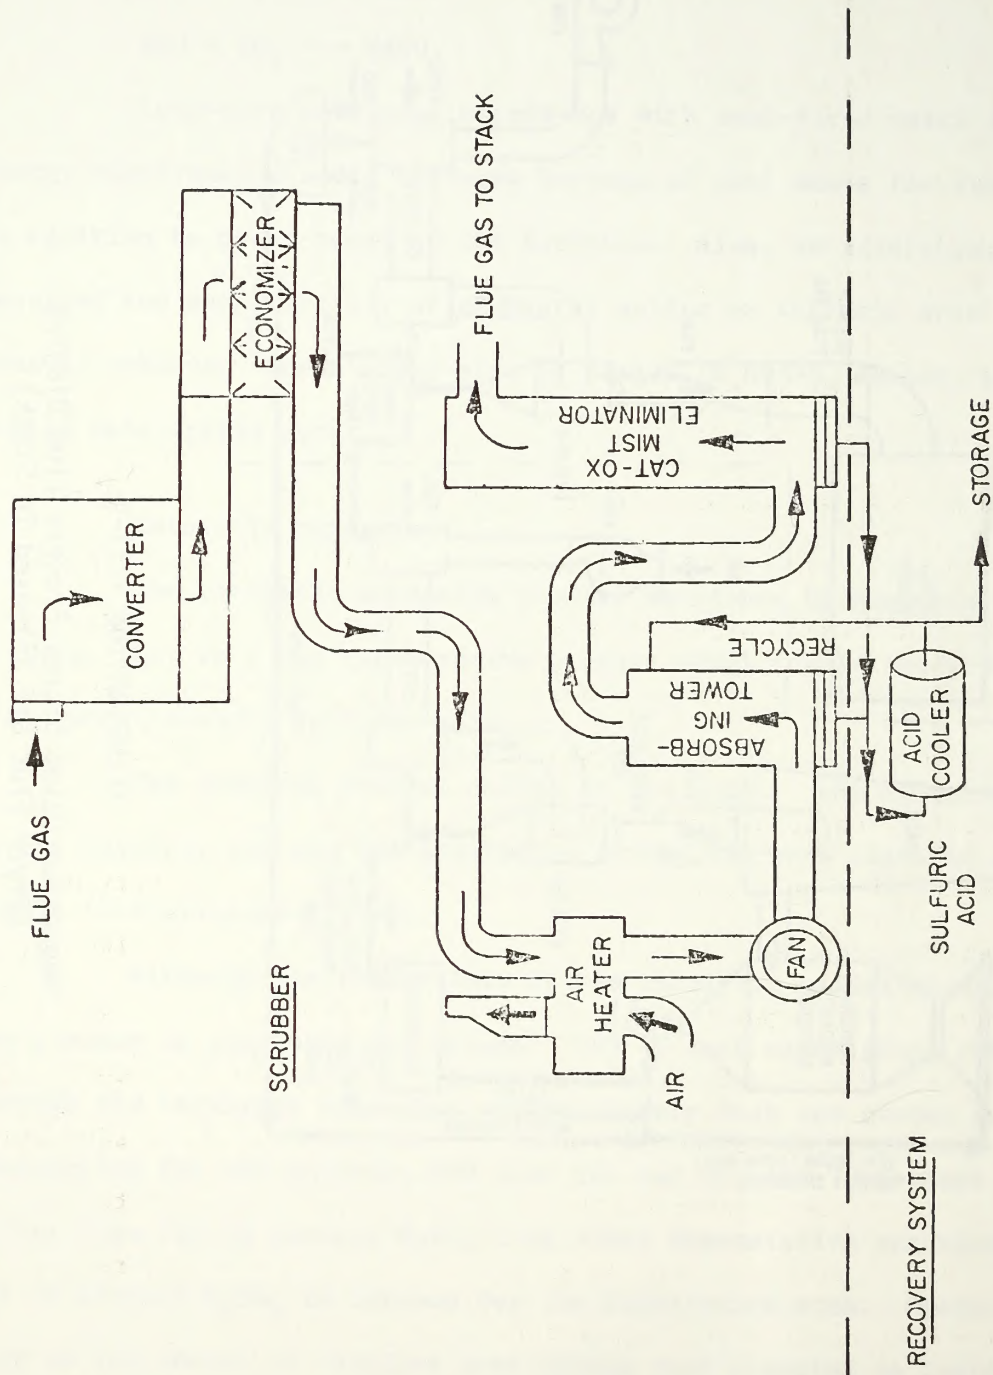 FLUE GAS
CONVERTER
ECONOMIZER
SCRUBBER
AIR
HEATER
AIR
FAN
ABSORB-
ING
TOWER
RECYCLE
CAT-OX
MIST
ELIMINATOR
FLUE GAS TO STACK
SULFURIC
ACID
ACID
COOLER
STORAGE
RECOVERY SYSTEM